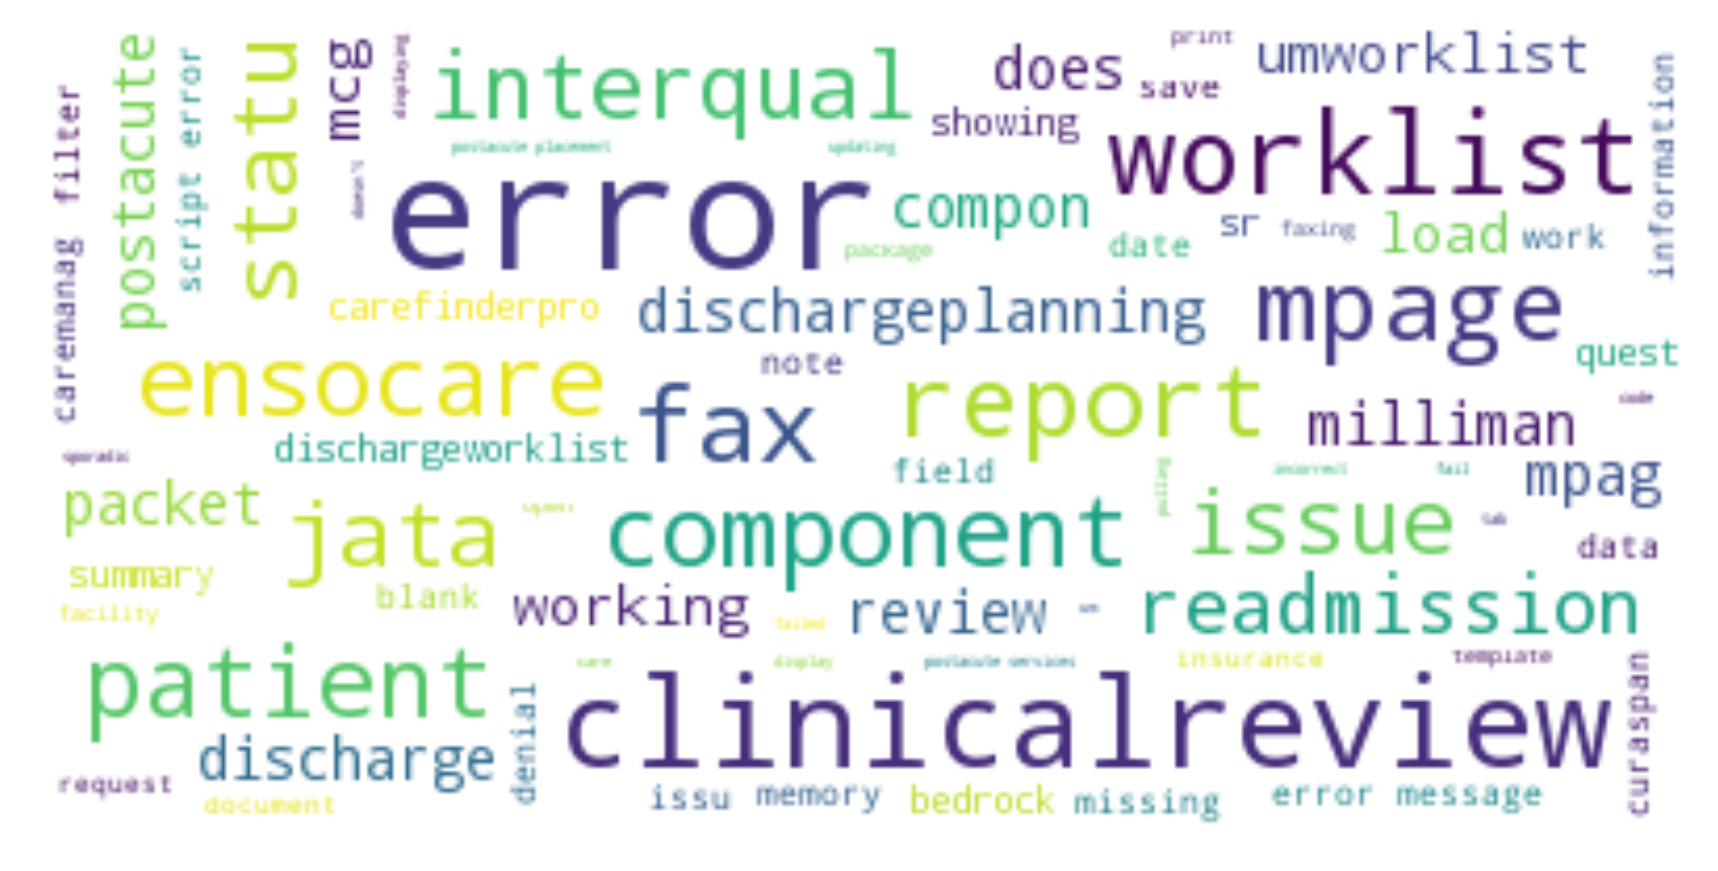 print
umworklist
does
save
interqual
mcg
displaying
statu
postacute
script error
filter
caremanag
showing
worklist
information
postacute placement
updating
doesn't
error
compon
package
date
sr
faxing
load
work
carefinderpro
dischargeplanning
mpage
quest
note
ensocare
fax
report
milliman
code
dischargeworklist
sporadic
field
pulling
incorrect
fail
mpag
packet
jata
component
issue
tab
data
summary
blank
facility
working
failed
review
um
readmission
patient
care
display
postacute services
insurance
template
clinicalreview
curaspan
denial
discharge
request
document
issu
memory
bedrock
missing
error message